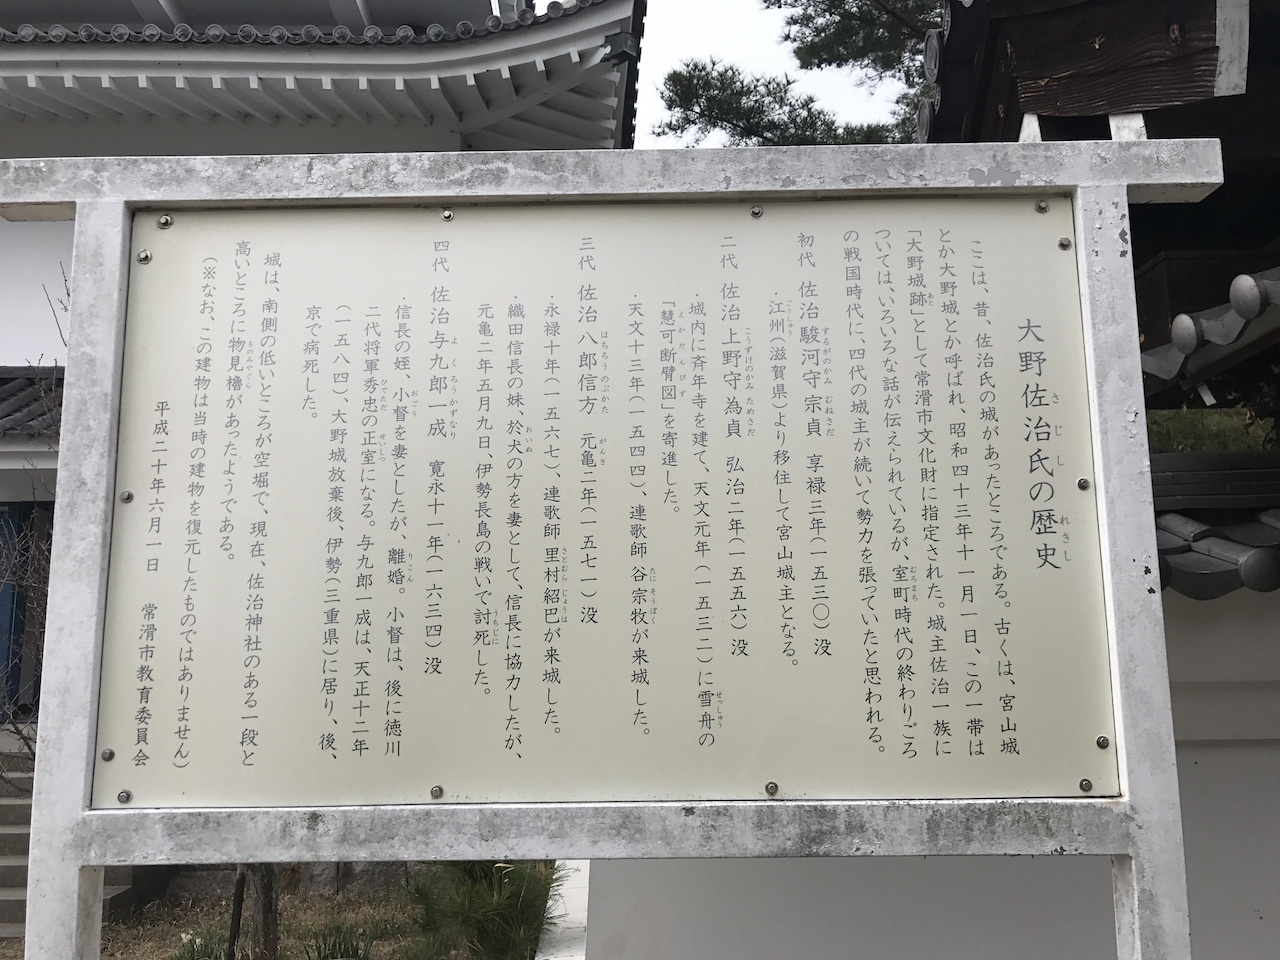 大野佐治氏の歴史
ここは、昔、佐治氏の城があったところである。古くは、宮山城
とか大野城とか呼ばれ、昭和四十三年十一月一日、この一帯は
「大野城跡」として常滑市文化財に指定された。城主佐治一族に
ついては、いろいろな話が伝えられているが、室町時代の終わりごろ
の戦国時代に、四代の城主が続いて勢力を張っていたと思われる。
初代 佐治駿河守宗貞 享禄三年(一五三〇)没
・江州(滋賀県)より移住して宮山城主となる。
二代 佐治上野守為貞 弘治二年(一五五六)没
・城内に斉年寺を建て、天文元年(一五三二)に雪舟の
「慧可断臂図」を寄進した。
・天文十三年(一五四四)、連歌師谷宗牧が来城した。
三代 佐治八郎信方 元亀二年(一五七一)没
・永禄十年(一五六七)、連歌師里村紹巴が来城した。
・織田信長の妹、於犬の方を妻として、信長に協力したが、
元亀二年五月九日、伊勢長島の戦いで討死した。
四代 佐治与九郎一成 寛永十一年(一六三四)没
・信長の姪、小督を妻としたが、離婚。小督は、後に徳川
二代将軍秀忠の正室になる。与九郎一成は、天正十二年
(一五八四)、大野城放棄後、伊勢(三重県)に居り、後、
京で病死した。
城は、南側の低いところが空堀で、現在、佐治神社のある一段と
高いところに物見櫓があったようである。
(※なお、この建物は当時の建物を復元したものではありません)
平成二十年六月一日 常滑市教育委員会